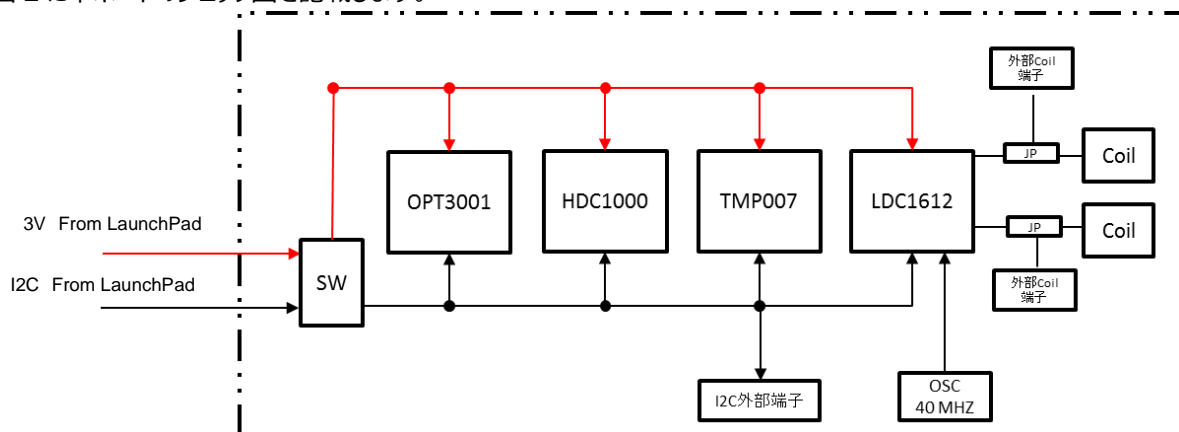 外部Coil
端子
JP
Coil
OPT3001
HDC1000
TMP007
LDC1612
3V From LaunchPad
JP
Coil
SW
I2C From LaunchPad
外部Coil
端子
I2C外部端子
OSC
40 MHZ